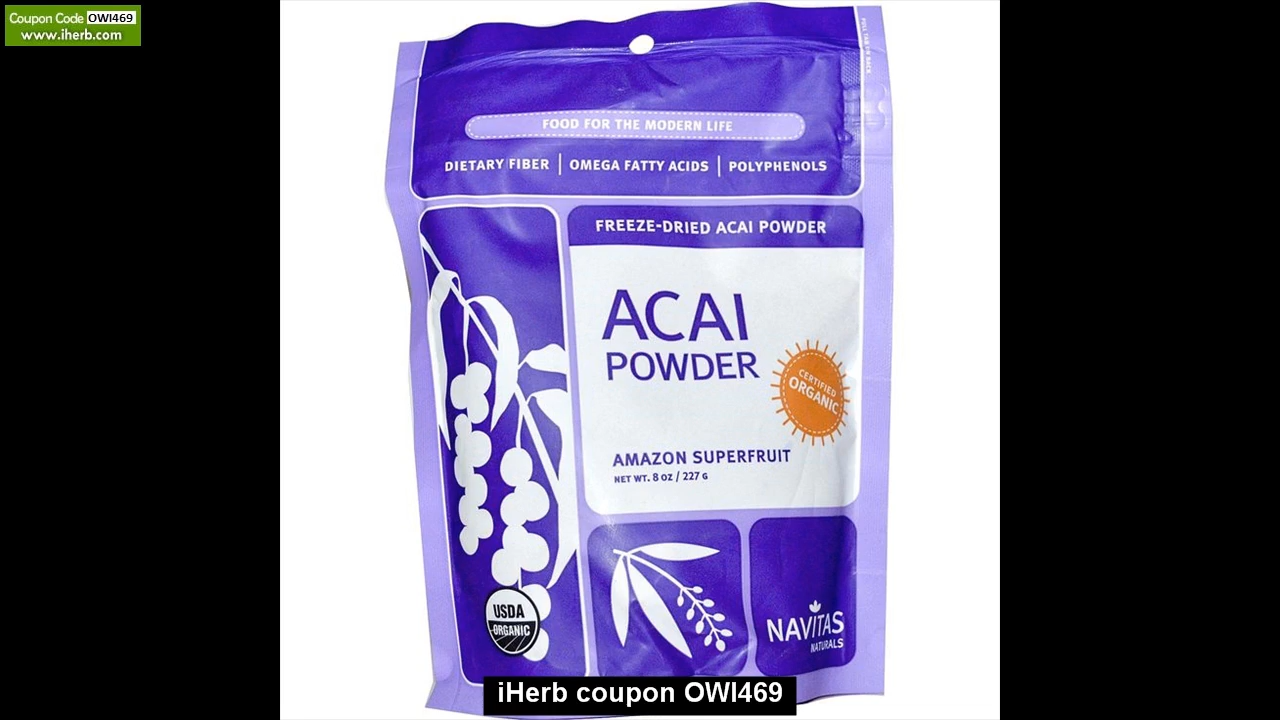 Coupon Code OWI469
www.iherb.com
FOOD FOR THE MODERN LIFE
DIETARY FIBER | OMEGA FATTY ACIDS | POLYPHENOLS
FREEZE-DRIED ACAI POWDER
ACAI
POWDER
CERTIFIED
ORGANIC
AMAZON SUPERFRUIT
NET WT. 8 OZ / 227 G
USDA
ORGANIC
NAVITAS
NATURALS
iHerb coupon OWI469